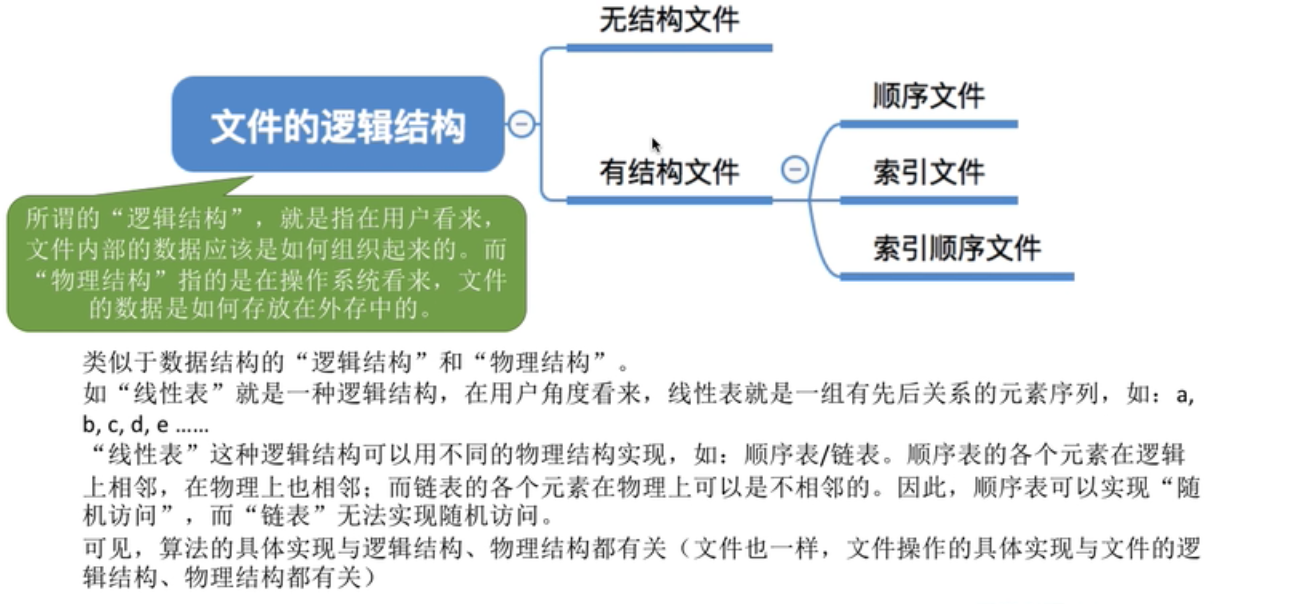 无结构文件
文件的逻辑结构
有结构文件
顺序文件
索引文件
索引顺序文件
所谓的“逻辑结构”，就是指在用户看来，
文件内部的数据应该是如何组织起来的。而
“物理结构”指的是在操作系统看来，文件
的数据是如何存放在外存中的。
类似于数据结构的“逻辑结构”和“物理结构”。
如“线性表”就是一种逻辑结构，在用户角度看来，线性表就是一组有先后关系的元素序列，如：a,
b, c, d, e ……
“线性表”这种逻辑结构可以用不同的物理结构实现，如：顺序表/链表。顺序表的各个元素在逻辑
上相邻，在物理上也相邻；而链表的各个元素在物理上可以是不相邻的。因此，顺序表可以实现“随
机访问”，而“链表”无法实现随机访问。
可见，算法的具体实现与逻辑结构、物理结构都有关（文件也一样，文件操作的具体实现与文件的逻
辑结构、物理结构都有关）